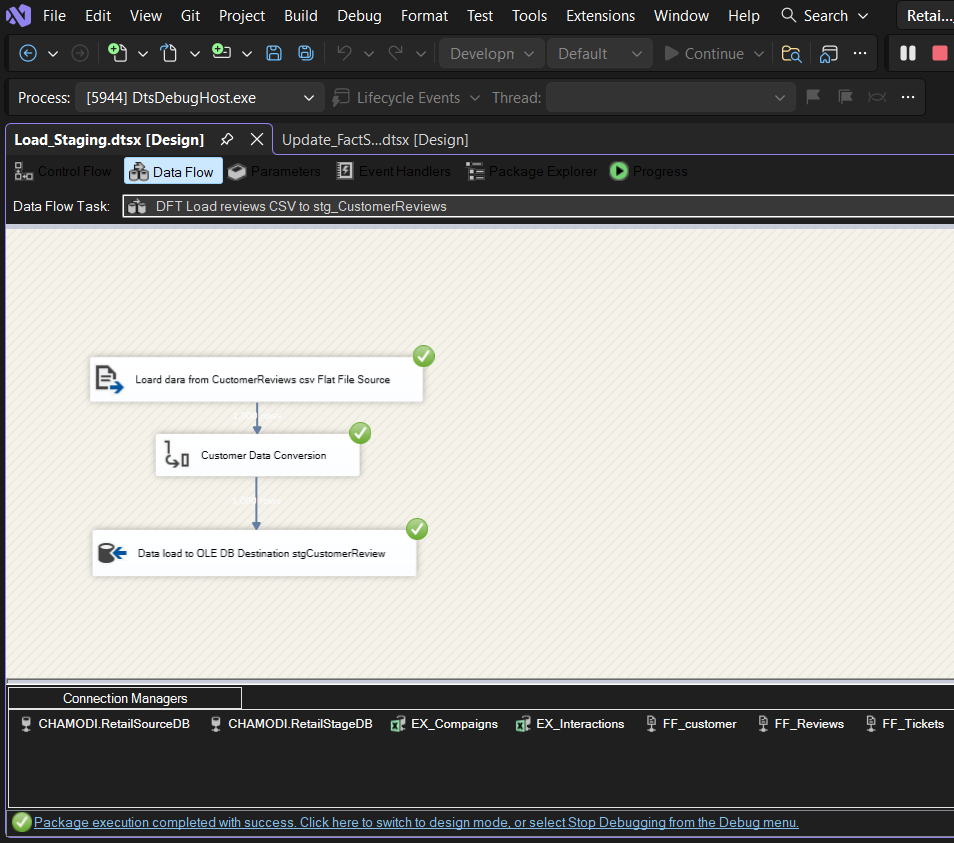 File Edit View Git Project Build Debug Format Test Tools Extensions Window Help Search Retai...
Developn Default Continue
Process: [5944] DtsDebugHost.exe Lifecycle Events Thread:
Load_Staging.dtsx [Design] Update_FactS...dtsx [Design]
Control Flow Data Flow Parameters Event Handlers Package Explorer Progress
Data Flow Task: DFT Load reviews CSV to stg_CustomerReviews
Loard dara from CuctomerReviews csv Flat File Source
Customer Data Conversion
Data load to OLE DB Destination stgCustomerReview
Connection Managers
CHAMODI.RetailSourceDB CHAMODI.RetailStageDB EX_Compaigns EX_Interactions FF_customer FF_Reviews FF_Tickets
Package execution completed with success. Click here to switch to design mode, or select Stop Debugging from the Debug menu.